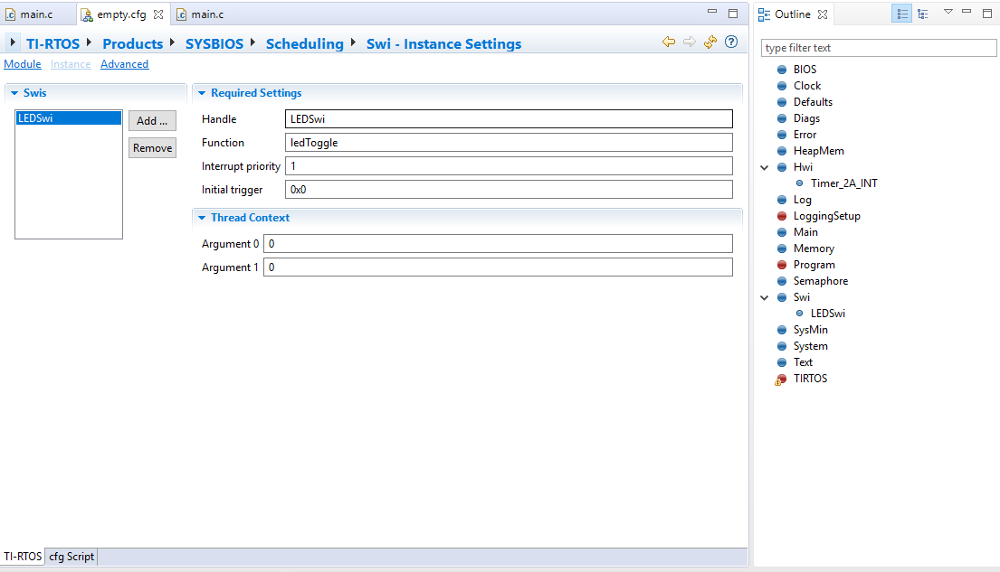 main.c
empty.cfg
main.c
TI-RTOS Products SYSBIOS Scheduling Swi - Instance Settings
Module Instance Advanced
Swis
LEDSwi
Add ...
Remove
Required Settings
Handle LEDSwi
Function ledToggle
Interrupt priority 1
Initial trigger 0x0
Thread Context
Argument 0 0
Argument 1 0
TI-RTOS cfg Script
Outline
type filter text
BIOS
Clock
Defaults
Diags
Error
HeapMem
Hwi
Timer_2A_INT
Log
LoggingSetup
Main
Memory
Program
Semaphore
Swi
LEDSwi
SysMin
System
Text
TIRTOS